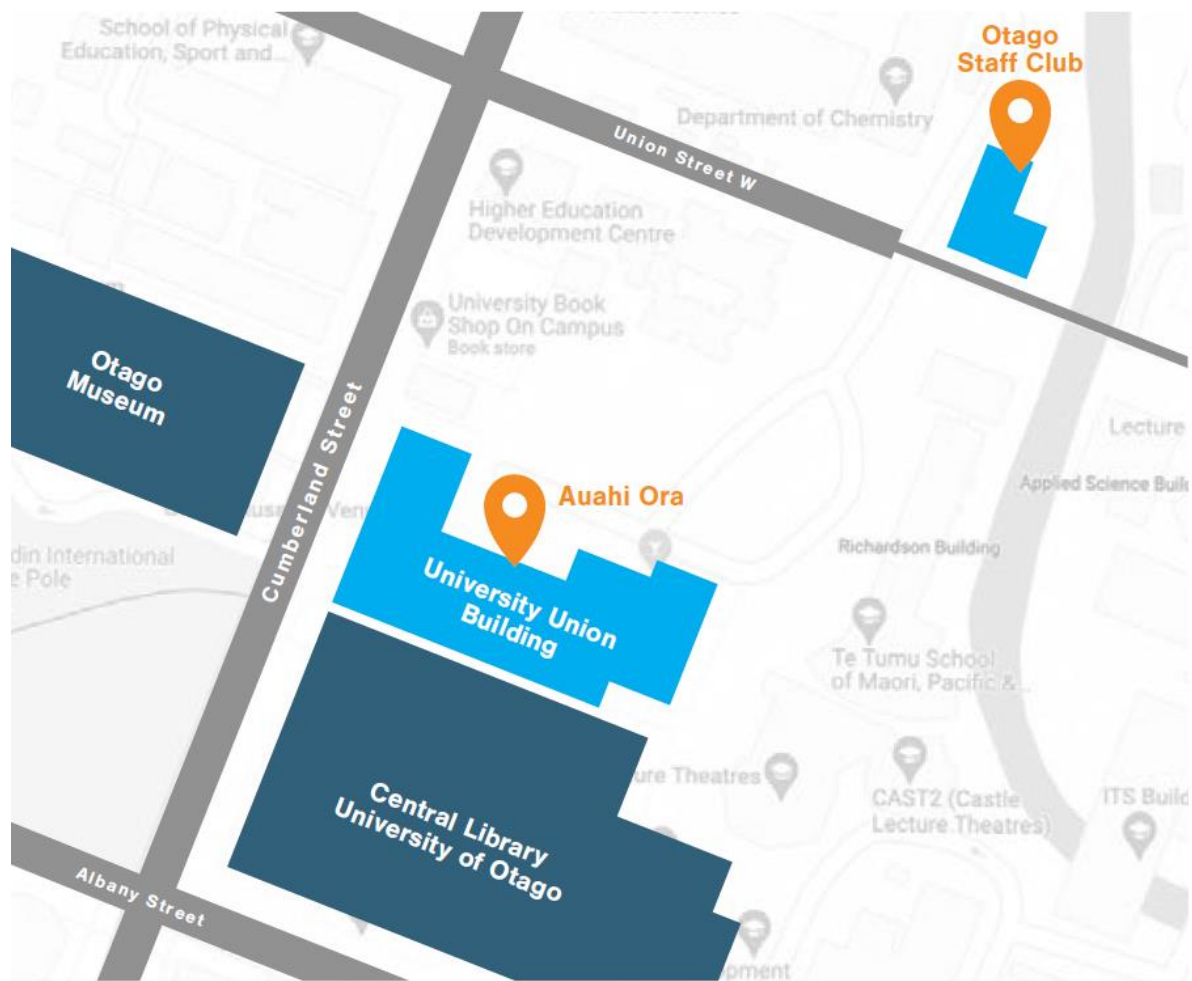 School of Physical
Education, Sport and...
Otago
Staff Club
Department of Chemistry
Union Street W
Higher Education
Development Centre
University Book
Shop On Campus
Book store
Otago
Museum
Cumberland Street
Lecture
Applied Science
Auahi Ora
Richardson Building
din International
e Pole
University Union
Building
Te Tumu School
of Maori, Pacific &...
ure Theatres
CAST2 (Castle
Lecture Theatres)
ITS
Central Library
University of Otago
Albany Street
pment